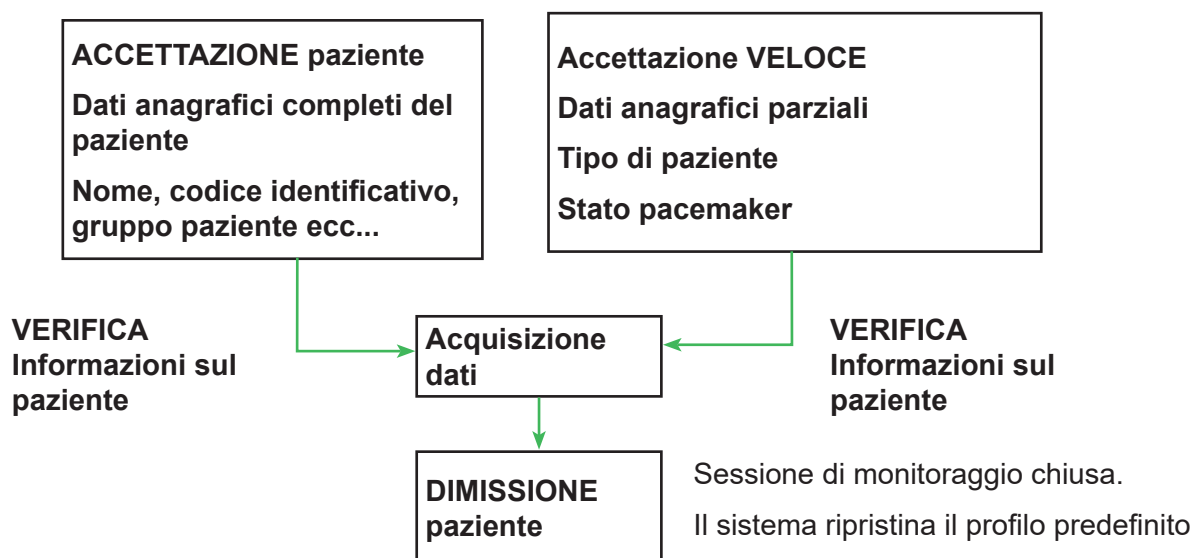 ACCETTAZIONE paziente
Dati anagrafici completi del
paziente
Nome, codice identificativo,
gruppo paziente ecc...
Accettazione VELOCE
Dati anagrafici parziali
Tipo di paziente
Stato pacemaker
VERIFICA
Informazioni sul
paziente
Acquisizione
dati
VERIFICA
Informazioni sul
paziente
DIMISSIONE
paziente
Sessione di monitoraggio chiusa.
Il sistema ripristina il profilo predefinito